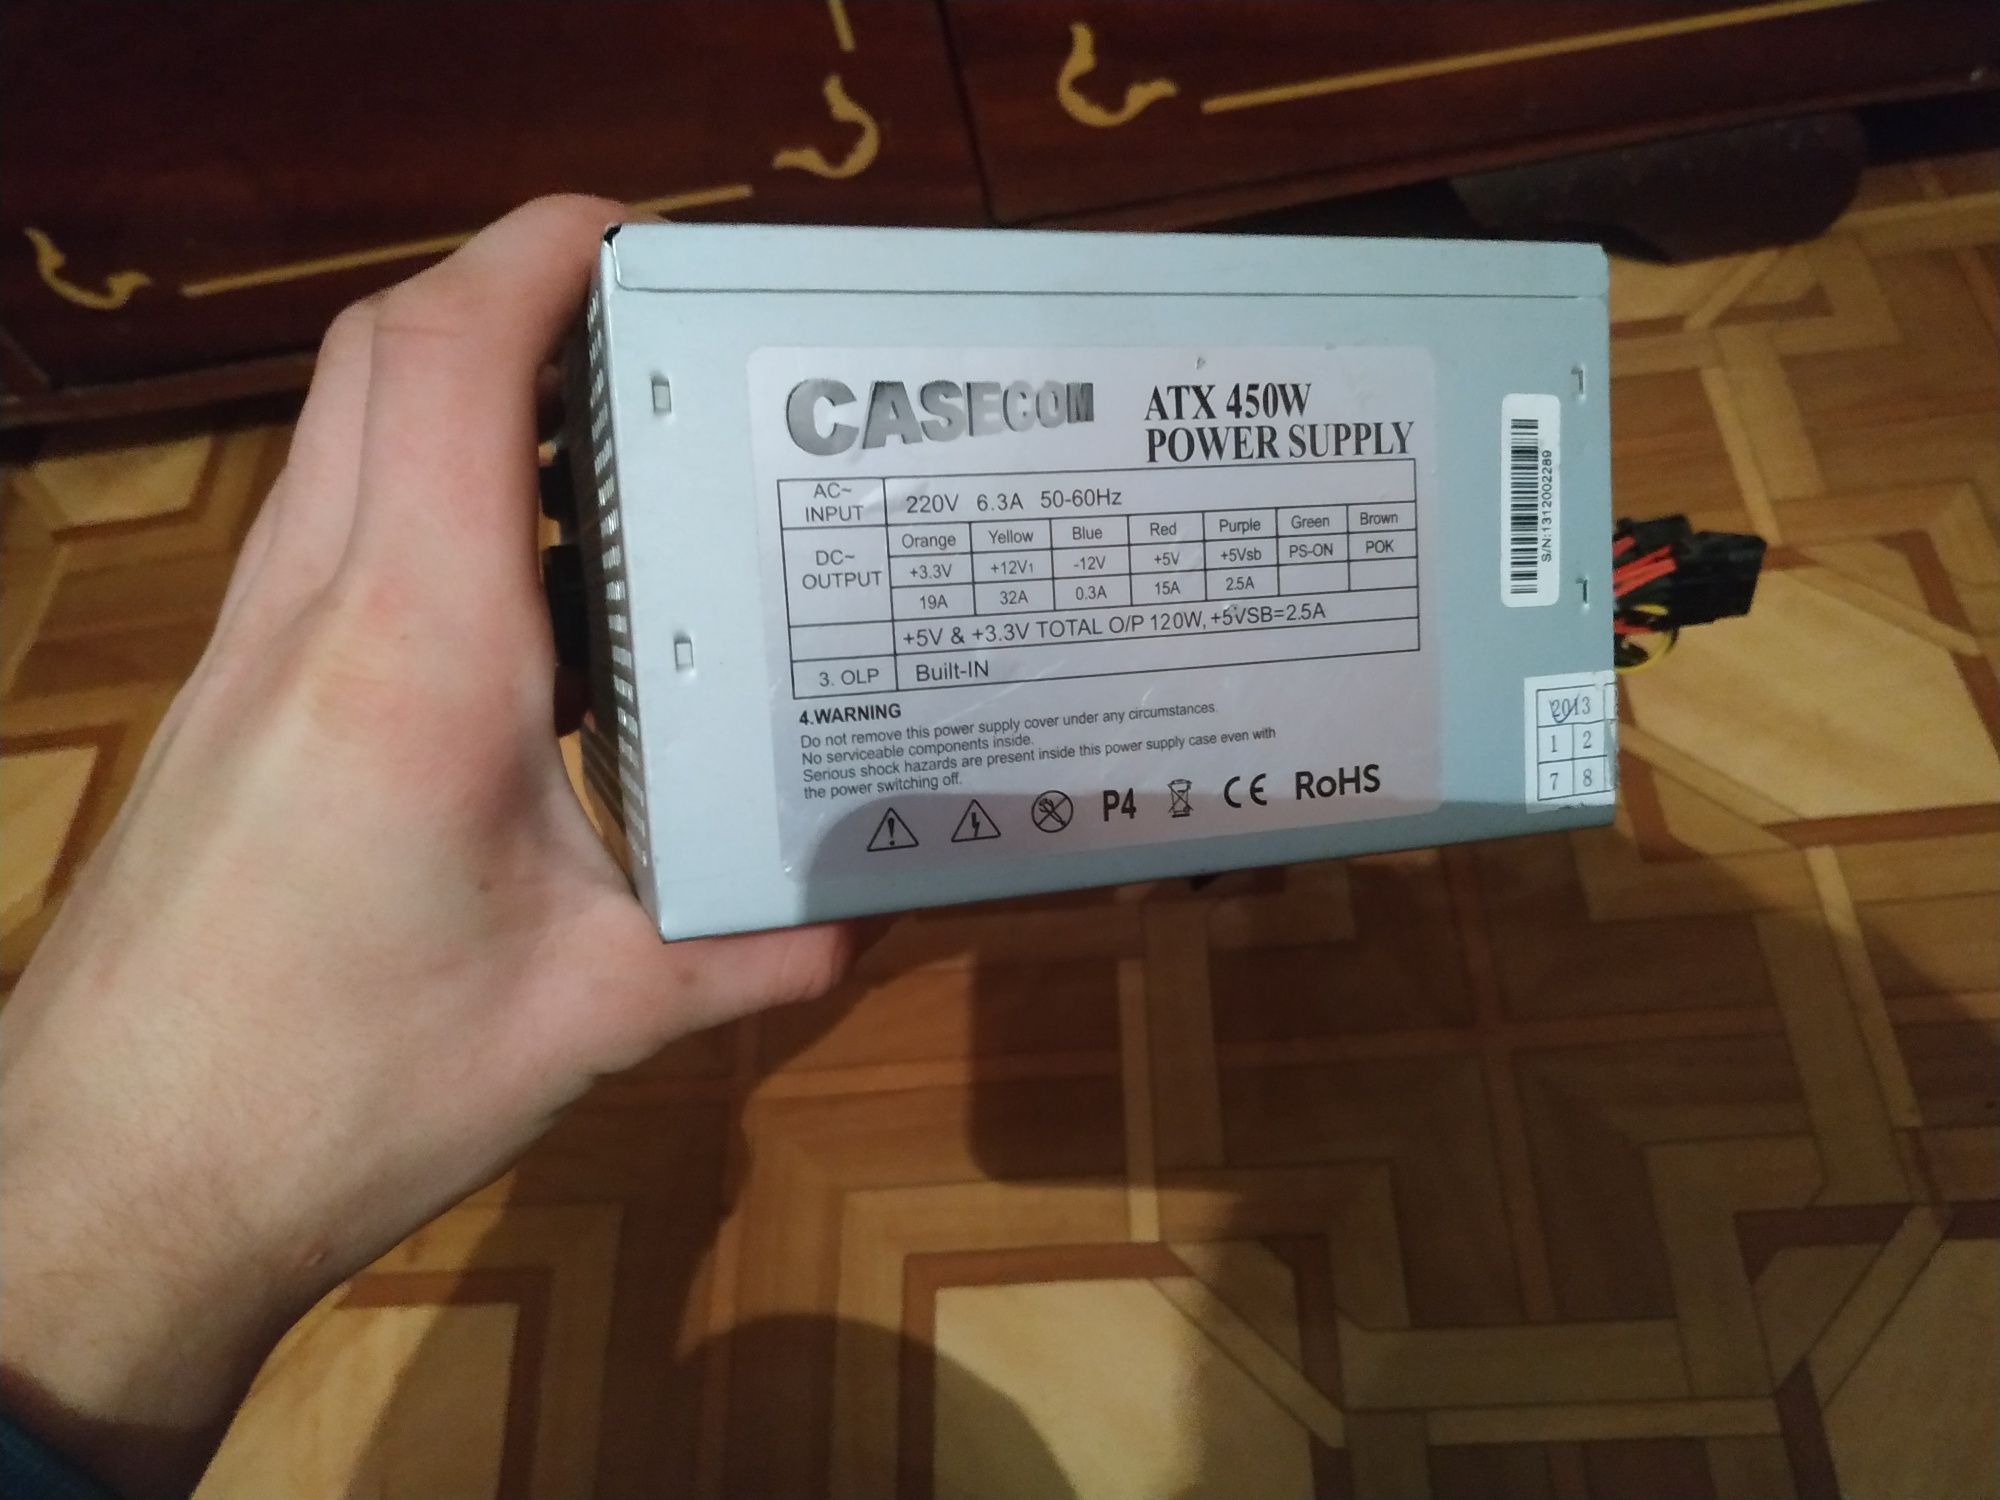 CASECOM
ATX 450W
POWER SUPPLY
AC~ INPUT 220V 6.3A 50-60Hz
DC~ OUTPUT
Orange Yellow Blue Red Purple Green Brown
+3.3V +12V1 -12V +5V +5Vsb PS-ON POK
19A 32A 0.3A 15A 2.5A
+5V & +3.3V TOTAL O/P 120W, +5VSB=2.5A
3. OLP Built-IN
4.WARNING
Do not remove this power supply cover under any circumstances.
No serviceable components inside.
Serious shock hazards are present inside this power supply case even with
the power switching off.
P4 CE RoHS
S/N:1312002289
2013
1 2
7 8